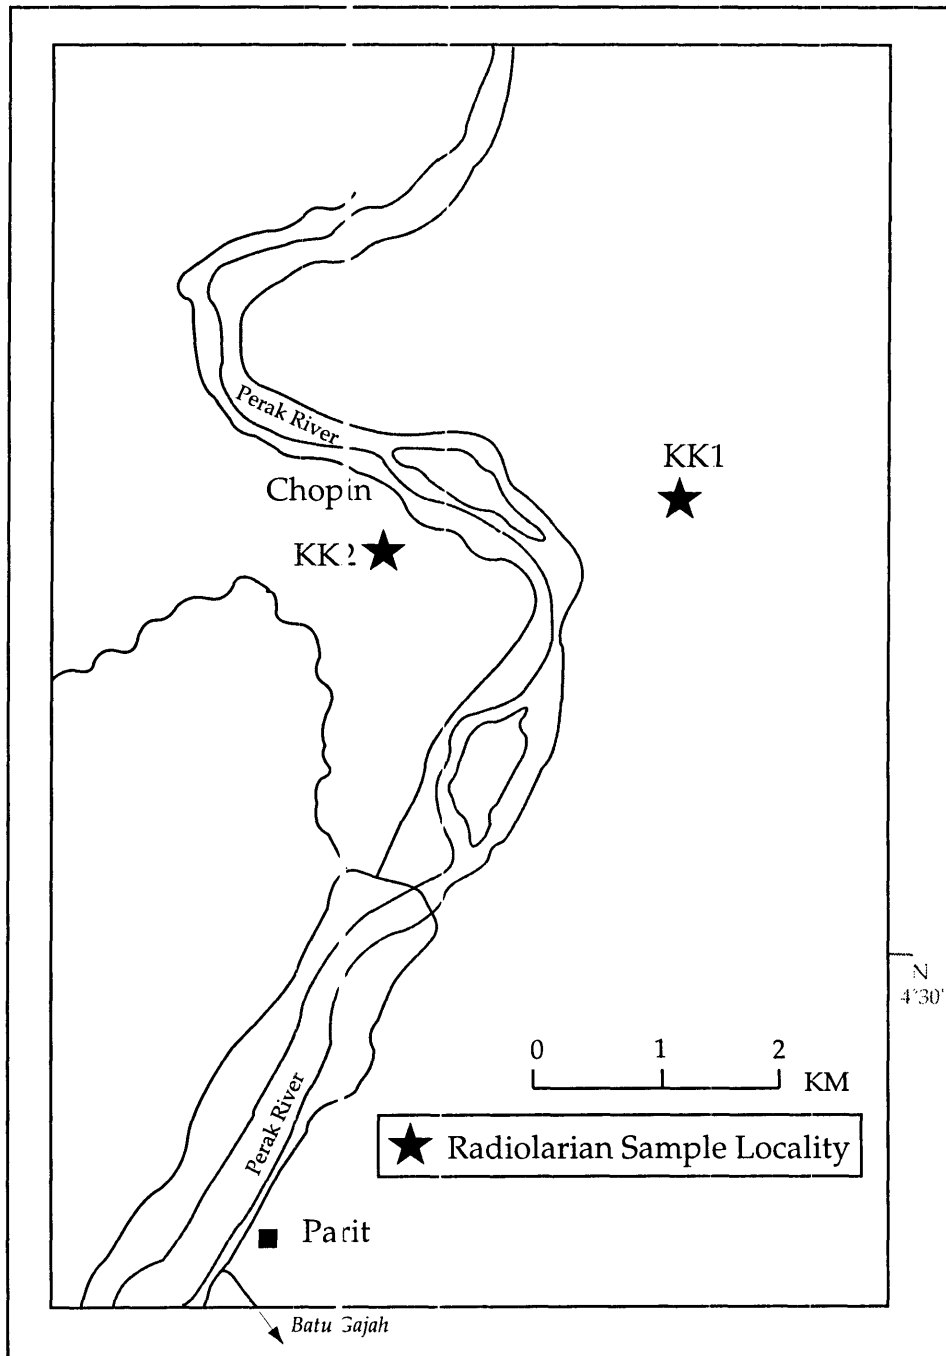 Perak River
KK1
Chopin
KK2
N
4°30'
0 1 2
KM
Perak River
Radiolarian Sample Locality
Parit
Batu Gajah